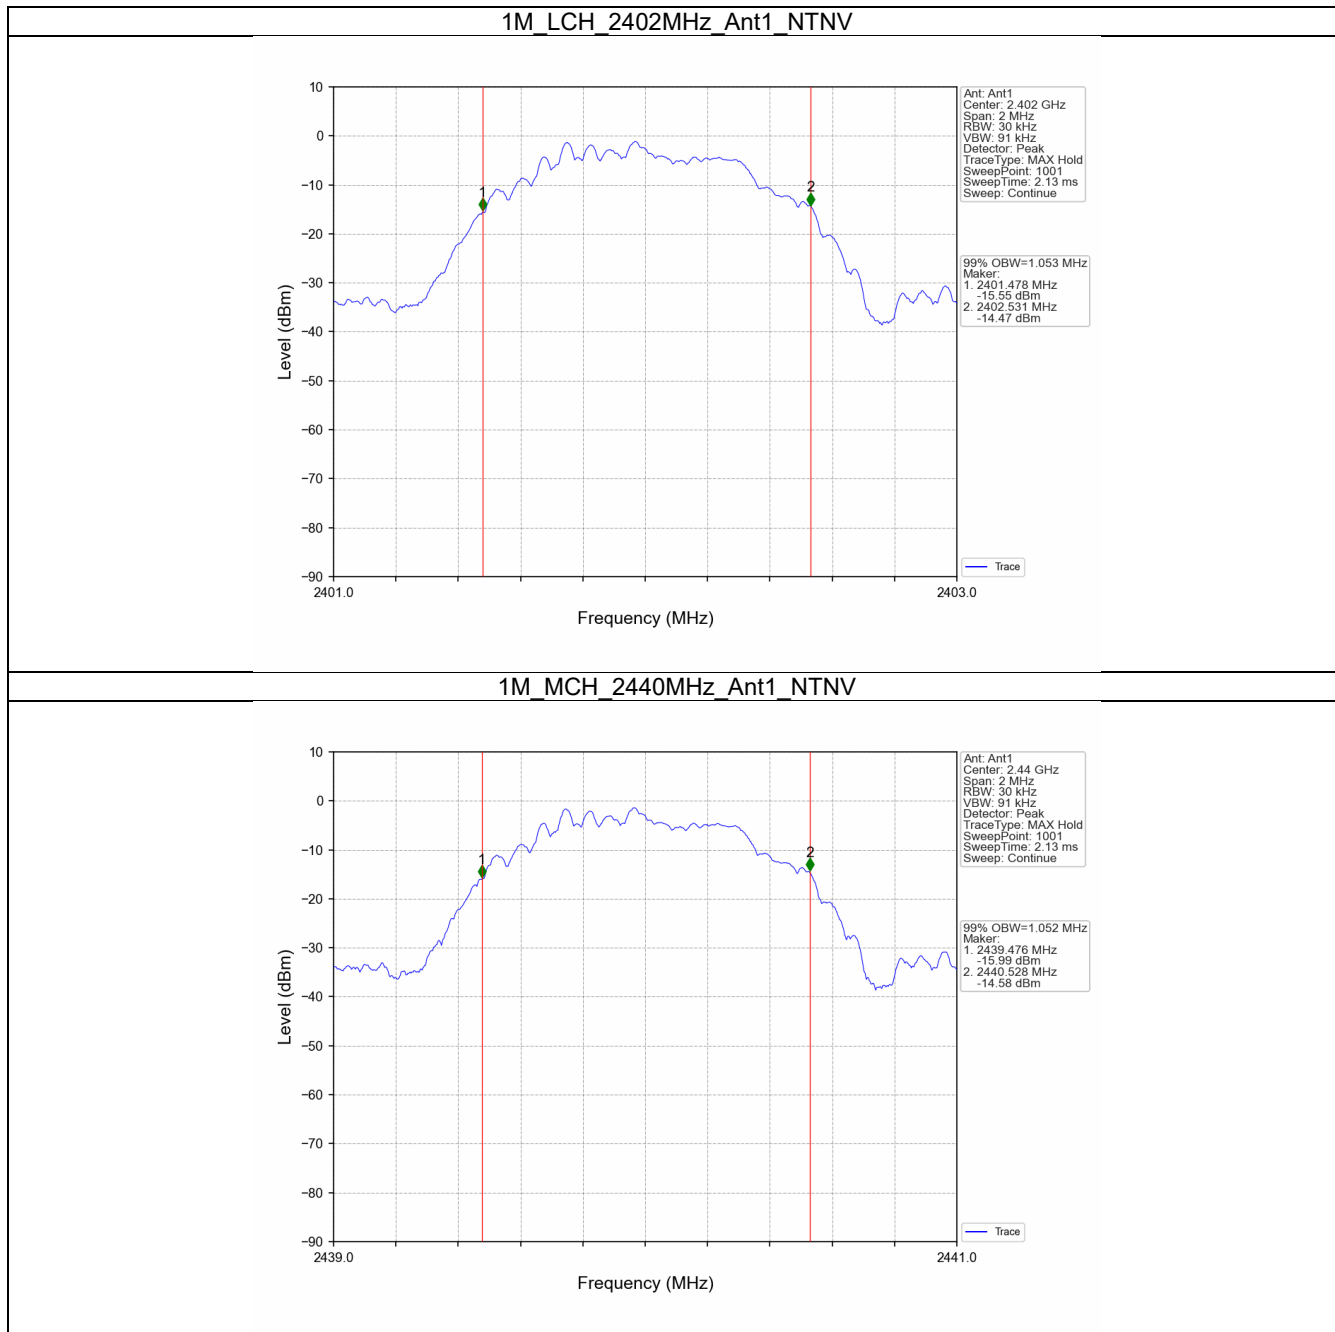 1M_LCH_2402MHz_Ant1_NTNV
10
0
−10
−20
−30
−40
−50
−60
−70
−80
−90
Level (dBm)
1
2
2401.0
2403.0
Frequency (MHz)
Ant: Ant1
Center: 2.402 GHz
Span: 2 MHz
RBW: 30 kHz
VBW: 91 kHz
Detector: Peak
TraceType: MAX Hold
SweepPoint: 1001
SweepTime: 2.13 ms
Sweep: Continue
99% OBW=1.053 MHz
Maker:
1. 2401.478 MHz
-15.55 dBm
2. 2402.531 MHz
-14.47 dBm
Trace
1M_MCH_2440MHz_Ant1_NTNV
10
0
−10
−20
−30
−40
−50
−60
−70
−80
−90
Level (dBm)
1
2
2439.0
2441.0
Frequency (MHz)
Ant: Ant1
Center: 2.44 GHz
Span: 2 MHz
RBW: 30 kHz
VBW: 91 kHz
Detector: Peak
TraceType: MAX Hold
SweepPoint: 1001
SweepTime: 2.13 ms
Sweep: Continue
99% OBW=1.052 MHz
Maker:
1. 2439.476 MHz
-15.99 dBm
2. 2440.528 MHz
-14.58 dBm
Trace